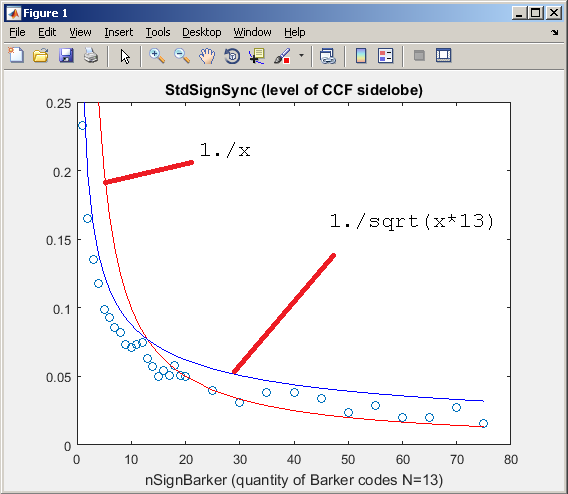 Figure 1
File Edit View Insert Tools Desktop Window Help
StdSignSync (level of CCF sidelobe)
0.25
0.2
0.15
0.1
0.05
0
1./x
1./sqrt(x*13)
0 10 20 30 40 50 60 70 80
nSignBarker (quantity of Barker codes N=13)